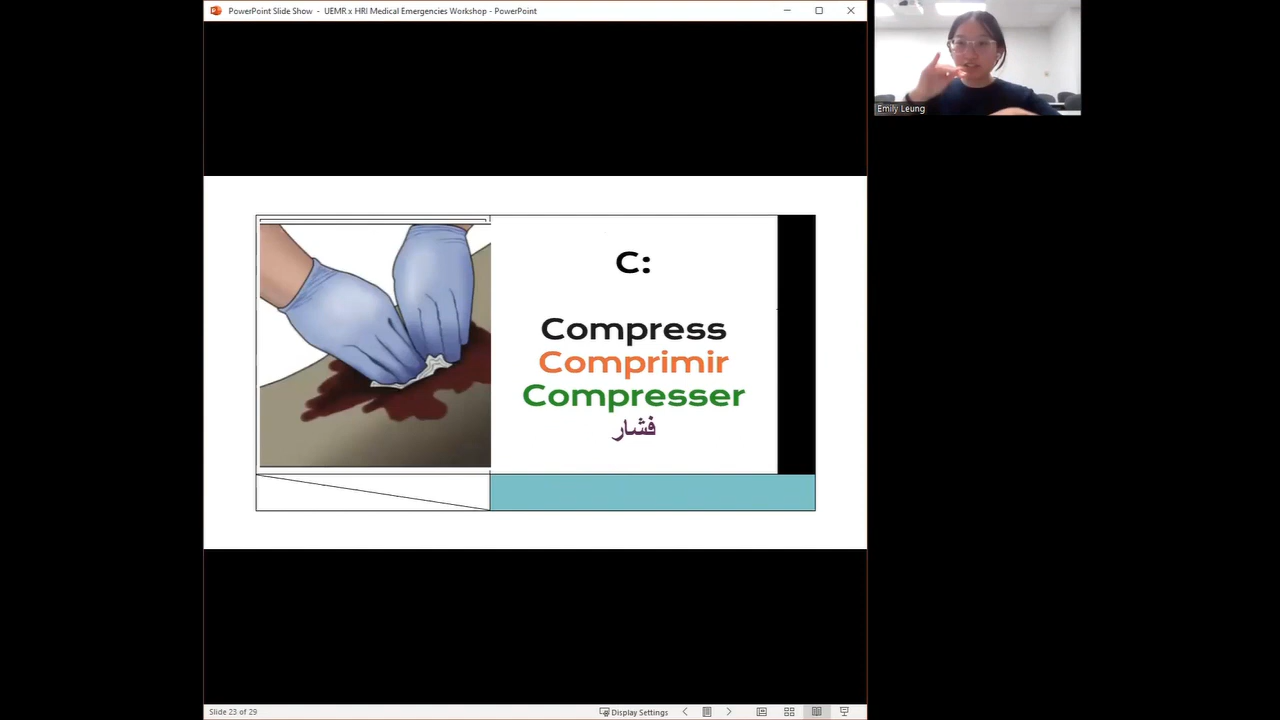 PowerPoint Slide Show - UEMR x HRI Medical Emergencies Workshop - PowerPoint
Emily Leung
C:
Compress
Comprimir
Compresser
فشار
Slide 23 of 29
Display Settings